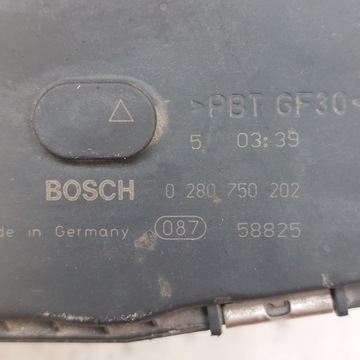 >PBT GF30<
5 03:39
BOSCH 0 280 750 202
de in Germany 087 58825